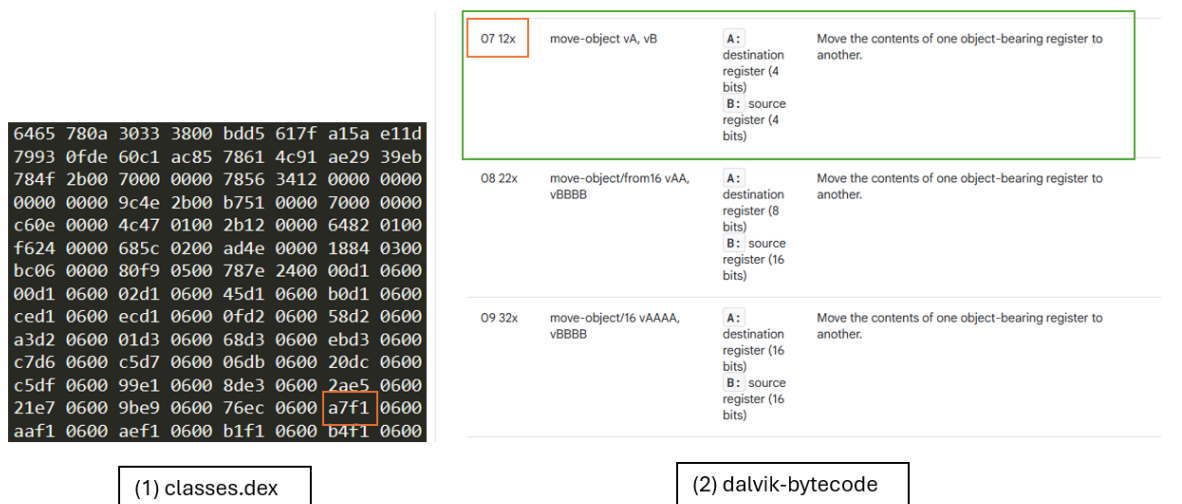 6465 780a 3033 3800 bdd5 617f a15a e11d
7993 0fde 60c1 ac85 7861 4c91 ae29 39eb
784f 2b00 7000 0000 7856 3412 0000 0000
0000 0000 9c4e 2b00 b751 0000 7000 0000
c60e 0000 4c47 0100 2b12 0000 6482 0100
f624 0000 685c 0200 ad4e 0000 1884 0300
bc06 0000 80f9 0500 787e 2400 00d1 0600
00d1 0600 02d1 0600 45d1 0600 b0d1 0600
ced1 0600 ecd1 0600 0fd2 0600 58d2 0600
a3d2 0600 01d3 0600 68d3 0600 ebd3 0600
c7d6 0600 c5d7 0600 06db 0600 20dc 0600
c5df 0600 99e1 0600 8de3 0600 2ae5 0600
21e7 0600 9be9 0600 76ec 0600 a7f1 0600
aaf1 0600 aef1 0600 b1f1 0600 b4f1 0600
(1) classes.dex
07 12x
move-object vA, vB
A:
destination
register (4
bits)
B: source
register (4
bits)
Move the contents of one object-bearing register to
another.
08 22x
move-object/from16 vAA,
vBBBB
A:
destination
register (8
bits)
B: source
register (16
bits)
Move the contents of one object-bearing register to
another.
09 32x
move-object/16 vAAAA,
vBBBB
A:
destination
register (16
bits)
B: source
register (16
bits)
Move the contents of one object-bearing register to
another.
(2) dalvik-bytecode